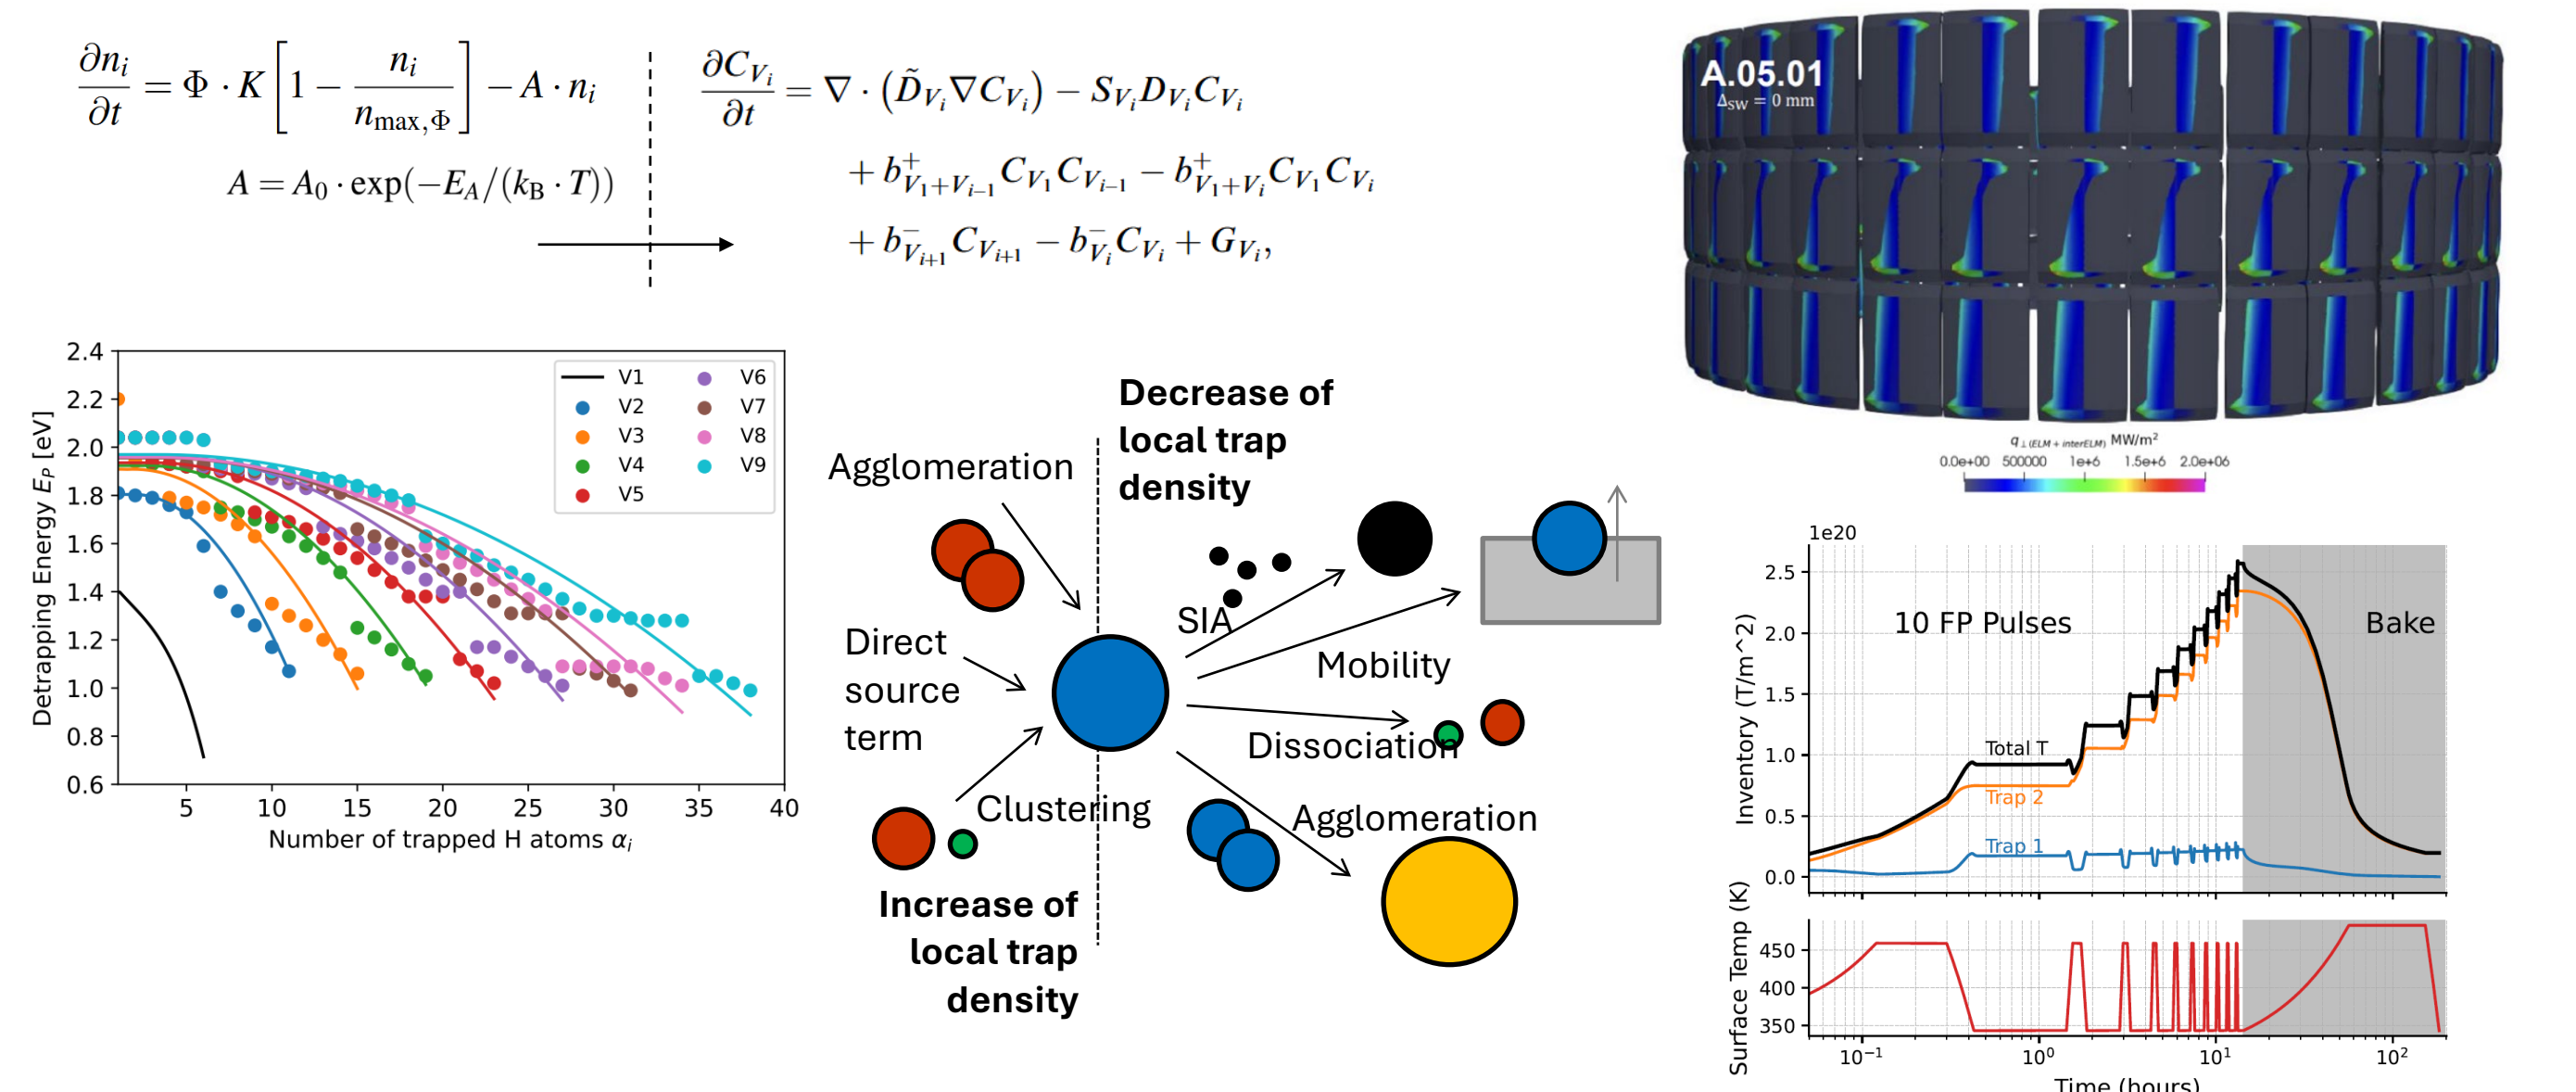 ∂n_i/∂t = Φ · K [1 − n_i/n_max,Φ] − A · n_i
A = A_0 · exp(−E_A/(k_B · T))
∂C_{V_i}/∂t = ∇ · (D̃_{V_i}∇C_{V_i}) − S_{V_i}D_{V_i}C_{V_i}
+ b^+_{V_1+V_{i−1}} C_{V_1}C_{V_{i−1}} − b^+_{V_1+V_i} C_{V_1}C_{V_i}
+ b^−_{V_{i+1}} C_{V_{i+1}} − b^−_{V_i} C_{V_i} + G_{V_i},
A.05.01
Δ_SW = 0 mm
q_⊥(ELM + interELM) MW/m²
0.0e+00 500000 1e+6 1.5e+6 2.0e+06
Detrapping Energy E_P [eV]
2.4
2.2
2.0
1.8
1.6
1.4
1.2
1.0
0.8
0.6
V1
V2
V3
V4
V5
V6
V7
V8
V9
5 10 15 20 25 30 35 40
Number of trapped H atoms α_i
Decrease of
local trap
density
Agglomeration
SIA
Direct
source
term
Mobility
Dissociation
Clustering
Agglomeration
Increase of
local trap
density
1e20
Inventory (T/m^2)
2.5
2.0
1.5
1.0
0.5
0.0
10 FP Pulses
Bake
Total T
Trap 2
Trap 1
Surface Temp (K)
450
400
350
10⁻¹ 10⁰ 10¹ 10²
Time (hours)